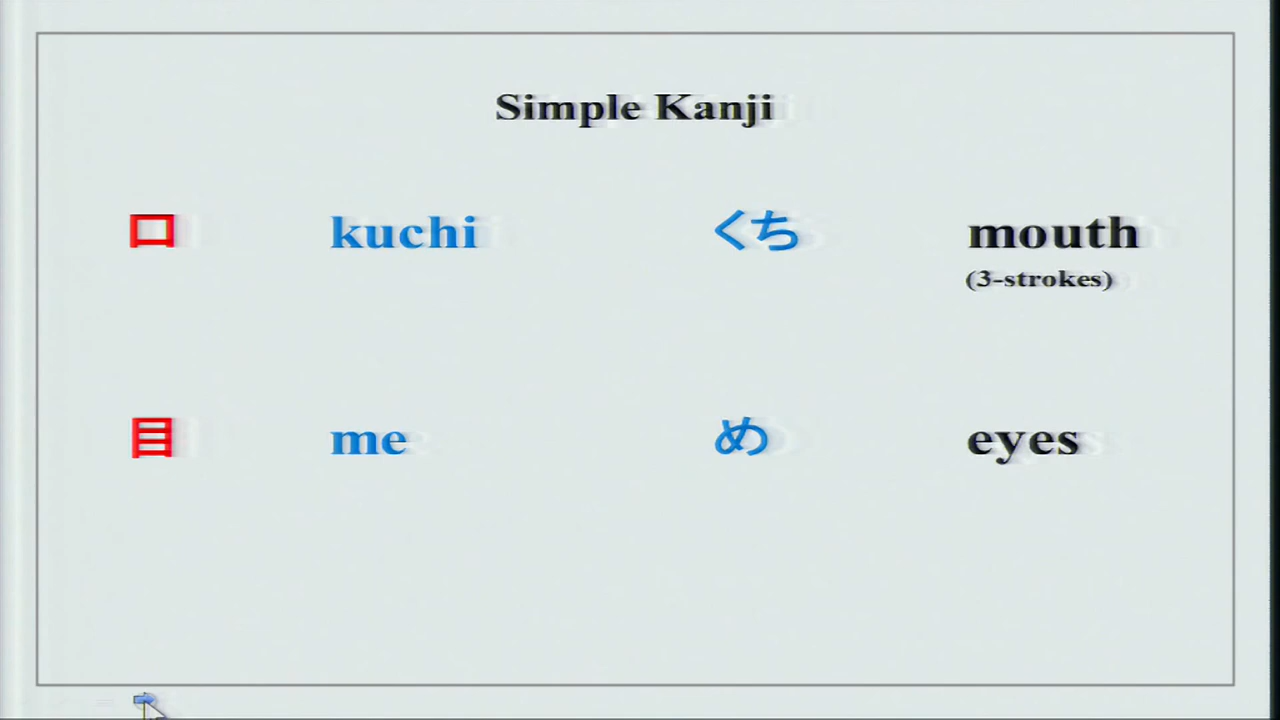 Simple Kanji
口 kuchi くち mouth
(3-strokes)
目 me め eyes